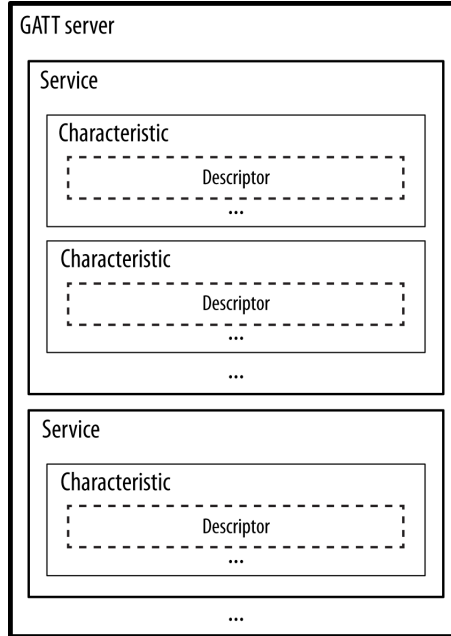 GATT server
Service
Characteristic
Descriptor
...
Characteristic
Descriptor
...
...
Service
Characteristic
Descriptor
...
...